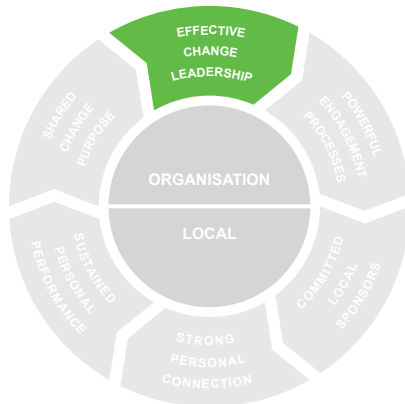 EFFECTIVE
CHANGE
LEADERSHIP
POWERFUL
ENGAGEMENT
PROCESSES
COMMITTED
LOCAL
SPONSORS
STRONG
PERSONAL
CONNECTION
SUSTAINED
PERSONAL
PERFORMANCE
SHARED
CHANGE
PURPOSE
ORGANISATION
LOCAL